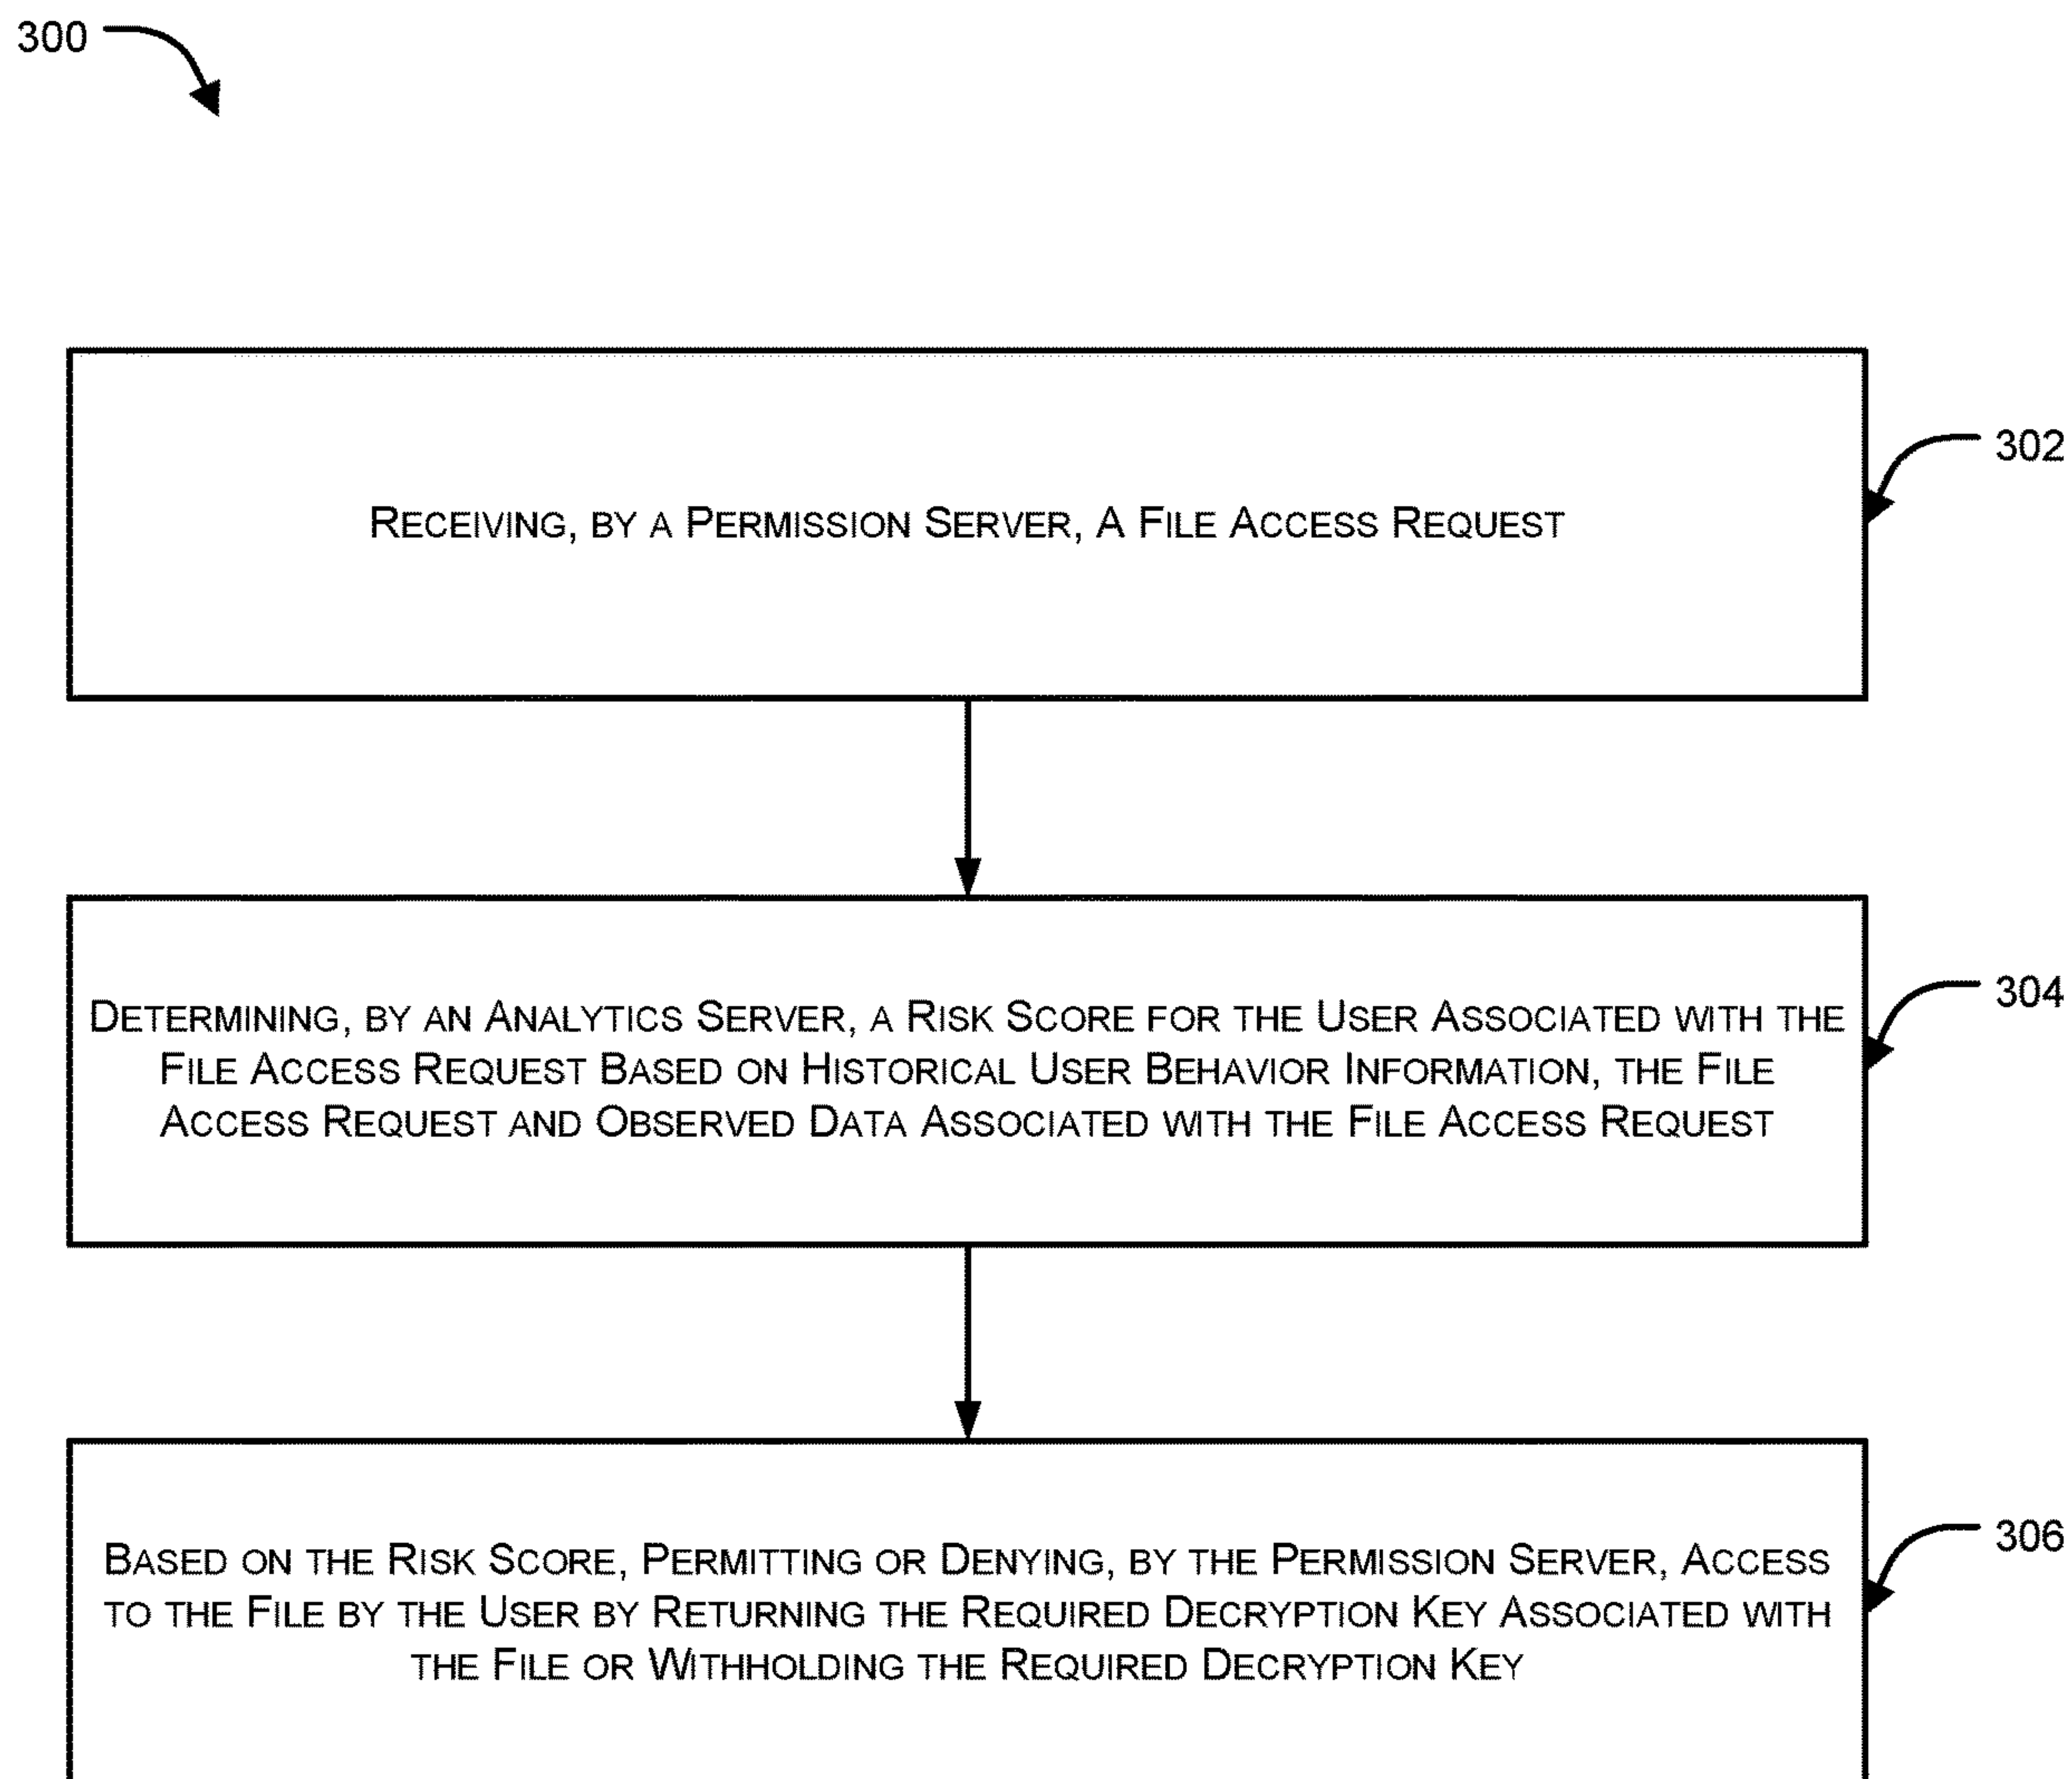 300
RECEIVING, BY A PERMISSION SERVER, A FILE ACCESS REQUEST
302
DETERMINING, BY AN ANALYTICS SERVER, A RISK SCORE FOR THE USER ASSOCIATED WITH THE
FILE ACCESS REQUEST BASED ON HISTORICAL USER BEHAVIOR INFORMATION, THE FILE
ACCESS REQUEST AND OBSERVED DATA ASSOCIATED WITH THE FILE ACCESS REQUEST
304
BASED ON THE RISK SCORE, PERMITTING OR DENYING, BY THE PERMISSION SERVER, ACCESS
TO THE FILE BY THE USER BY RETURNING THE REQUIRED DECRYPTION KEY ASSOCIATED WITH
THE FILE OR WITHHOLDING THE REQUIRED DECRYPTION KEY
306